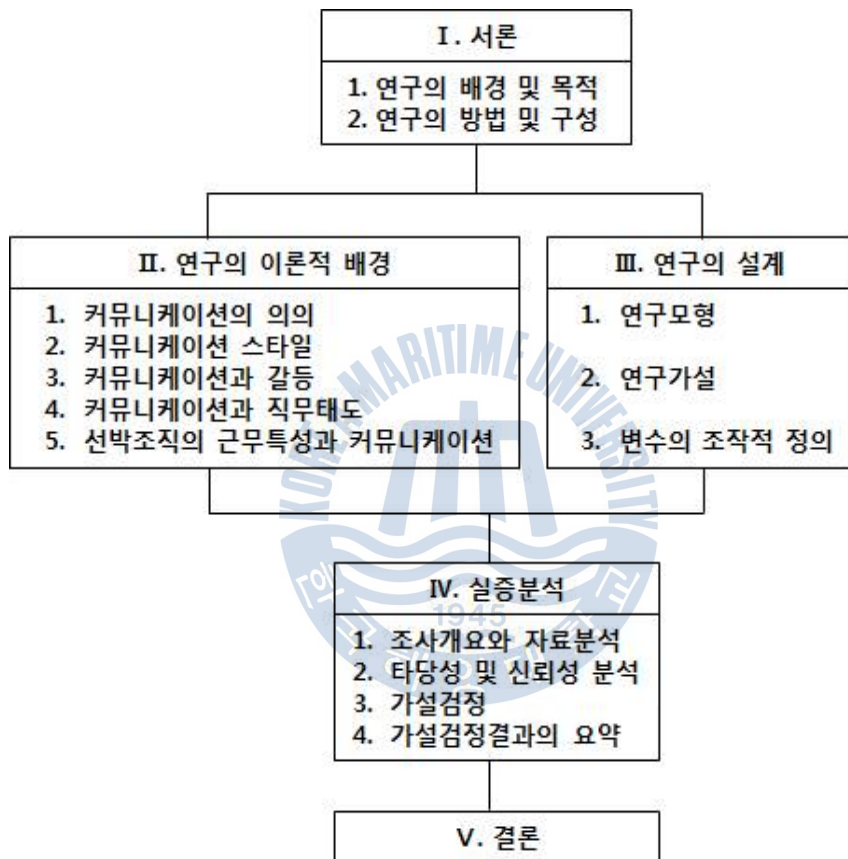 Ⅰ. 서론
1. 연구의 배경 및 목적
2. 연구의 방법 및 구성
Ⅱ. 연구의 이론적 배경
1. 커뮤니케이션의 의의
2. 커뮤니케이션 스타일
3. 커뮤니케이션과 갈등
4. 커뮤니케이션과 직무태도
5. 선박조직의 근무특성과 커뮤니케이션
Ⅲ. 연구의 설계
1. 연구모형
2. 연구가설
3. 변수의 조작적 정의
KOREA MARITIME UNIVERSITY
Ⅳ. 실증분석
1945
1. 조사개요와 자료분석
2. 타당성 및 신뢰성 분석
3. 가설검정
4. 가설검정결과의 요약
Ⅴ. 결론